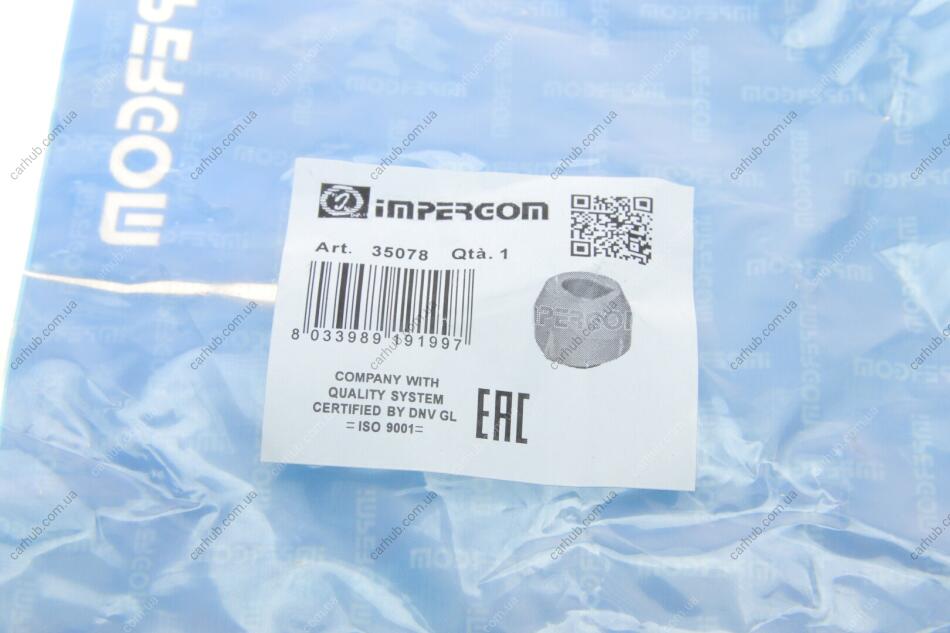 IMPERGOM
iMPERGOM
Art. 35078 Qtà. 1
8 033989 191997
IMPERGOM
COMPANY WITH
QUALITY SYSTEM
CERTIFIED BY DNV GL
=ISO 9001=
EAC
carhub.com.ua